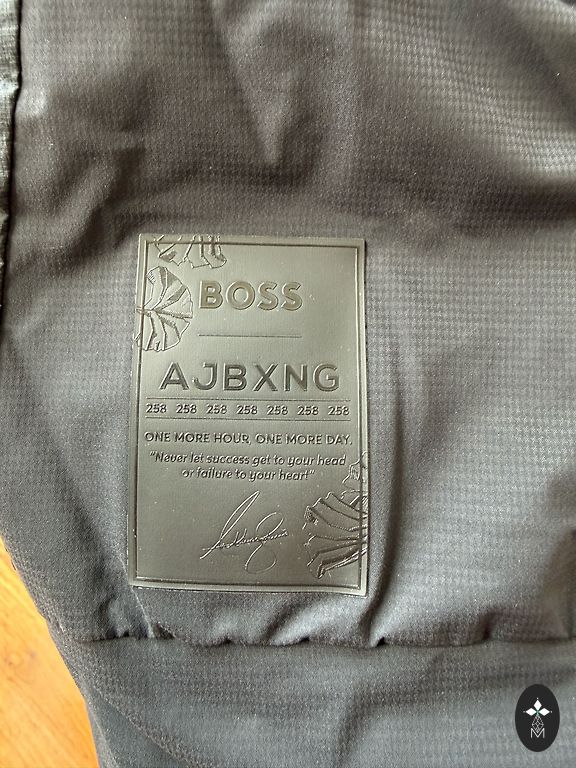 BOSS
AJBXNG
258 258 258 258 258 258 258
ONE MORE HOUR, ONE MORE DAY.
“Never let success get to your head
or failure to your heart”
M